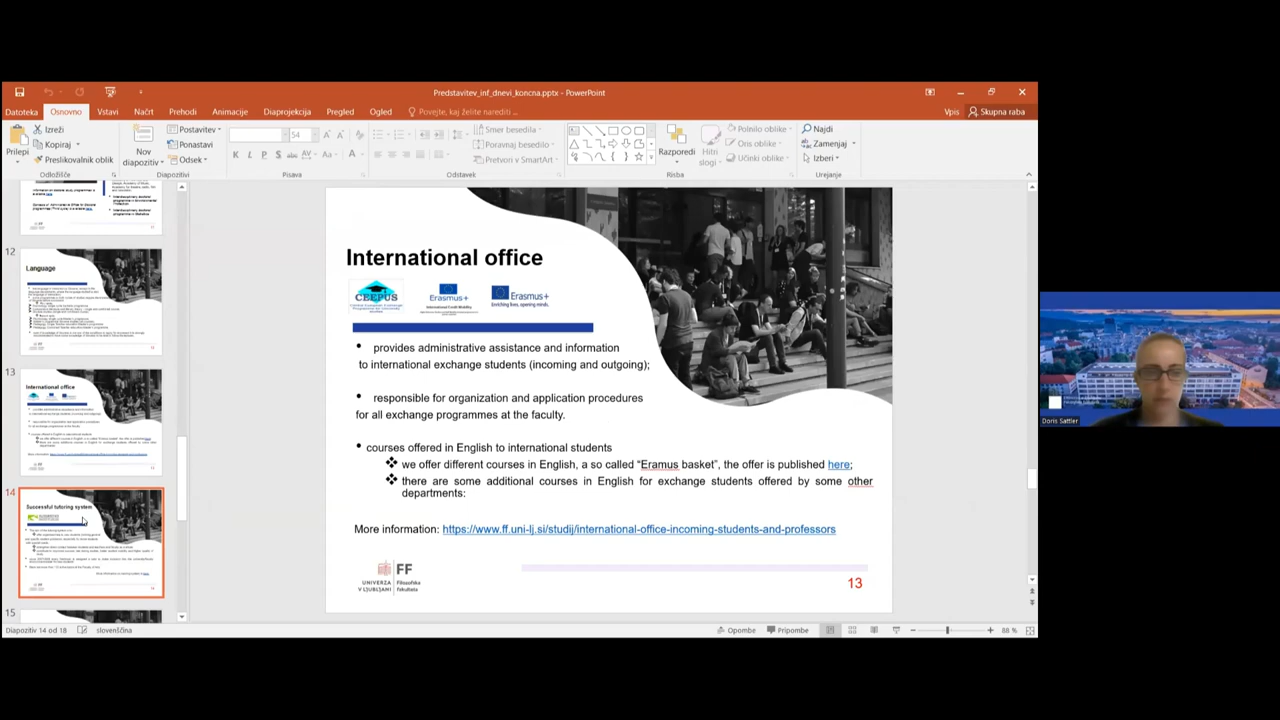 Predstavitev_inf_dnevi_koncna.pptx - PowerPoint
Datoteka Osnovno Vstavi Načrt Prehodi Animacije Diaprojekcija Pregled Ogled Povejte, kaj želite narediti ... Vpis Skupna raba
Prilepi
Izreži
Kopiraj
Preslikovalnik oblik
Odložišče
Nov diapozitiv
Postavitev
Ponastavi
Odsek
Diapozitivi
54
Pisava
Smer besedila
Poravnaj besedilo
Pretvori v SmartArt
Odstavek
Razporedi
Hitri slogi
Polnilo oblike
Oris oblike
Učinki oblike
Risba
Najdi
Zamenjaj
Izberi
Urejanje
12
Language
13
International office
14
Successful tutoring system
15
International office
CEEPUS
Erasmus+
International Credit Mobility
Erasmus+
Enriching lives, opening minds.
• provides administrative assistance and information
to international exchange students (incoming and outgoing);
• responsible for organization and application procedures
for all exchange programmes at the faculty.
• courses offered in English to international students
❖ we offer different courses in English, a so called “Eramus basket”, the offer is published here;
❖ there are some additional courses in English for exchange students offered by some other
departments:
More information: https://www.ff.uni-lj.si/studij/international-office-incoming-students-and-professors
UNIVERZA
V LJUBLJANI
FF
Filozofska
fakulteta
13
Doris Sattler
Diapozitiv 14 od 18 slovenščina Opombe Pripombe 88 %